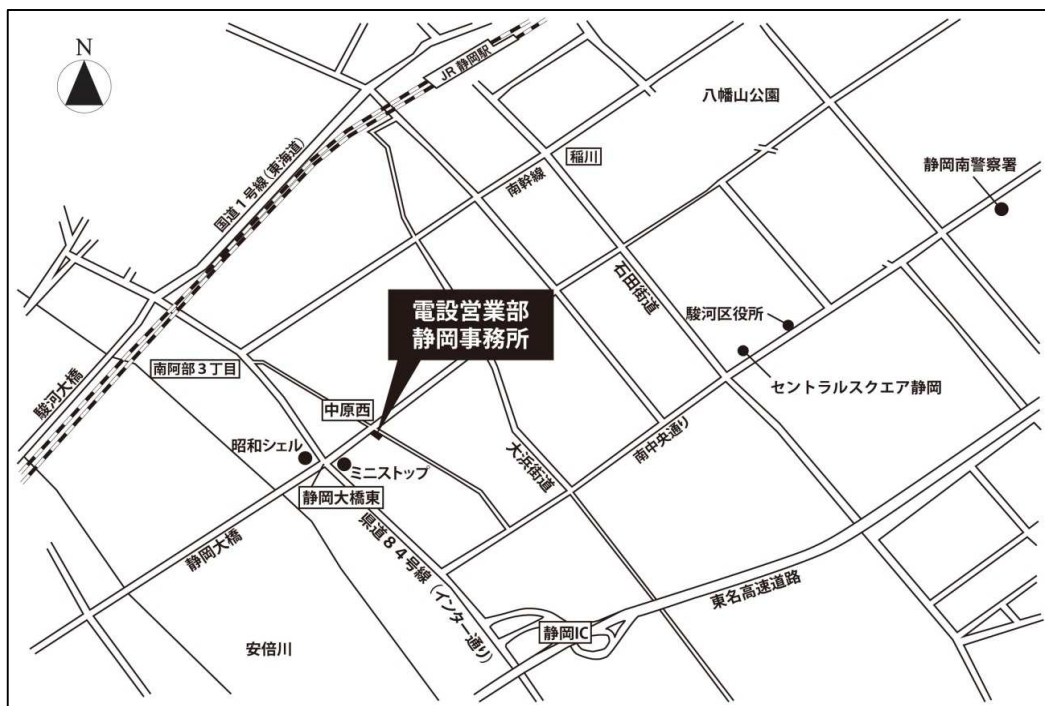 N
JR 静岡駅
八幡山公園
稲川
静岡南警察署
国道1号線(東海道)
南幹線
石田街道
電設営業部
静岡事務所
駿河区役所
南阿部3丁目
セントラルスクエア静岡
駿河大橋
中原西
昭和シェル
ミニストップ
大浜街道
南中央通り
静岡大橋東
静岡大橋
県道84号線(インター通り)
東名高速道路
静岡IC
安倍川